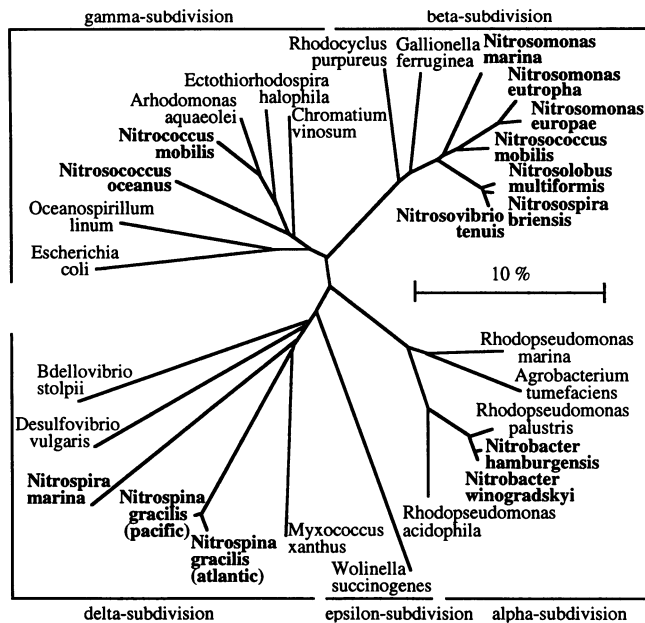 gamma-subdivision
beta-subdivision
Rhodocyclus
purpureus
Gallionella
ferruginea
Nitrosomonas
marina
Nitrosomonas
eutropha
Nitrosomonas
europae
Nitrosococcus
mobilis
Nitrosolobus
multiformis
Nitrosospira
briensis
Nitrosovibrio
tenuis
Ectothiorhodospira
halophila
Arhodomonas
aquaeolei
Chromatium
vinosum
Nitrococcus
mobilis
Nitrosococcus
oceanus
Oceanospirillum
linum
Escherichia
coli
10 %
Bdellovibrio
stolpii
Desulfovibrio
vulgaris
Nitrospira
marina
Nitrospina
gracilis
(pacific)
Nitrospina
gracilis
(atlantic)
Myxococcus
xanthus
Wolinella
succinogenes
Rhodopseudomonas
marina
Agrobacterium
tumefaciens
Rhodopseudomonas
palustris
Nitrobacter
hamburgensis
Nitrobacter
winogradskyi
Rhodopseudomonas
acidophila
delta-subdivision
epsilon-subdivision
alpha-subdivision